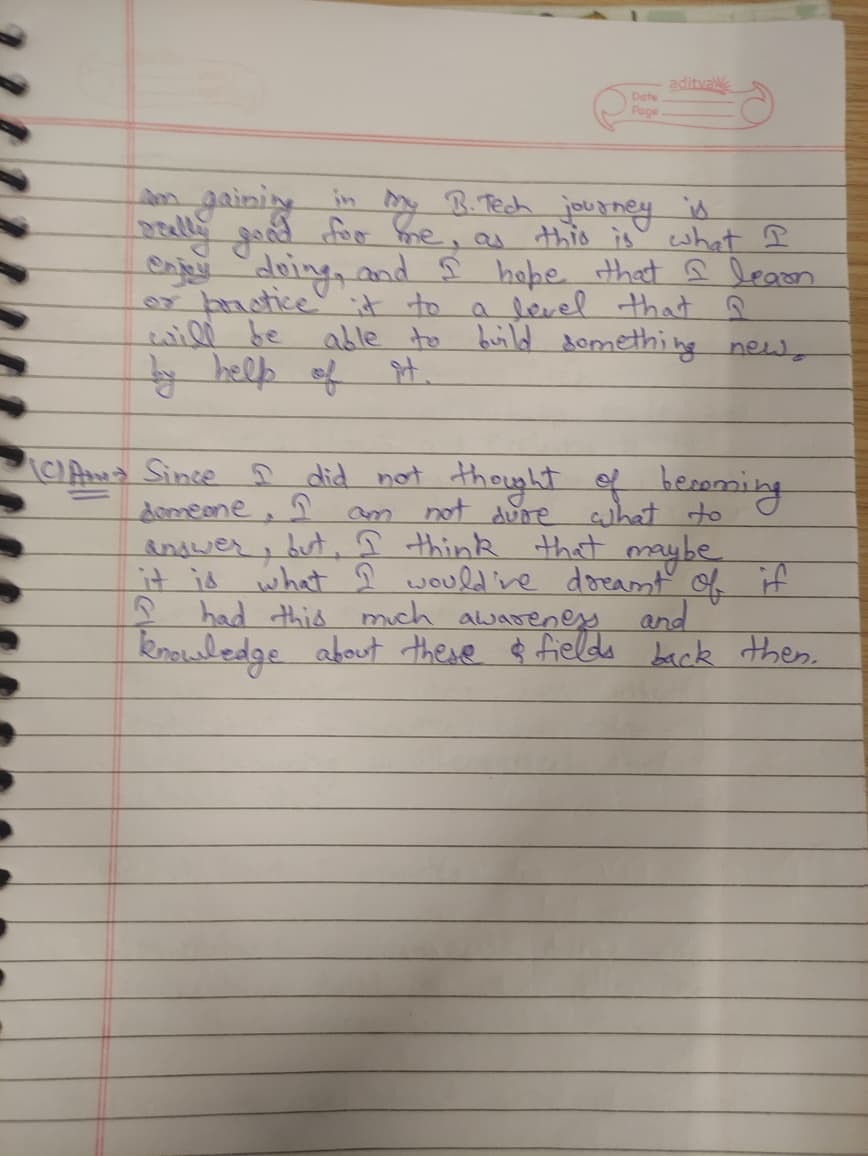 aditya
Date
Page
am gaining in my B.Tech journey is
really good for me, as this is what I
enjoy doing, and I hope that I learn
or practice it to a level that I
will be able to build something new.
by help of it.
(C) Ans→ Since I did not thought of becoming
someone, I am not sure what to
answer, but, I think that maybe
it is what I would've dreamt of if
I had this much awareness and
knowledge about these & fields back then.